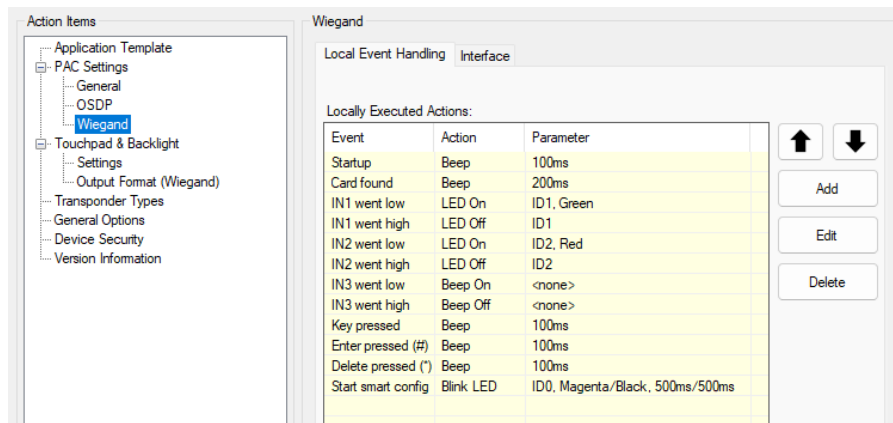 Action Items
Application Template
PAC Settings
General
OSDP
Wiegand
Touchpad & Backlight
Settings
Output Format (Wiegand)
Transponder Types
General Options
Device Security
Version Information
Wiegand
Local Event Handling Interface
Locally Executed Actions:
Event Action Parameter
Startup Beep 100ms
Card found Beep 200ms
IN1 went low LED On ID1, Green
IN1 went high LED Off ID1
IN2 went low LED On ID2, Red
IN2 went high LED Off ID2
IN3 went low Beep On <none>
IN3 went high Beep Off <none>
Key pressed Beep 100ms
Enter pressed (#) Beep 100ms
Delete pressed (*) Beep 100ms
Start smart config Blink LED ID0, Magenta/Black, 500ms/500ms
Add
Edit
Delete